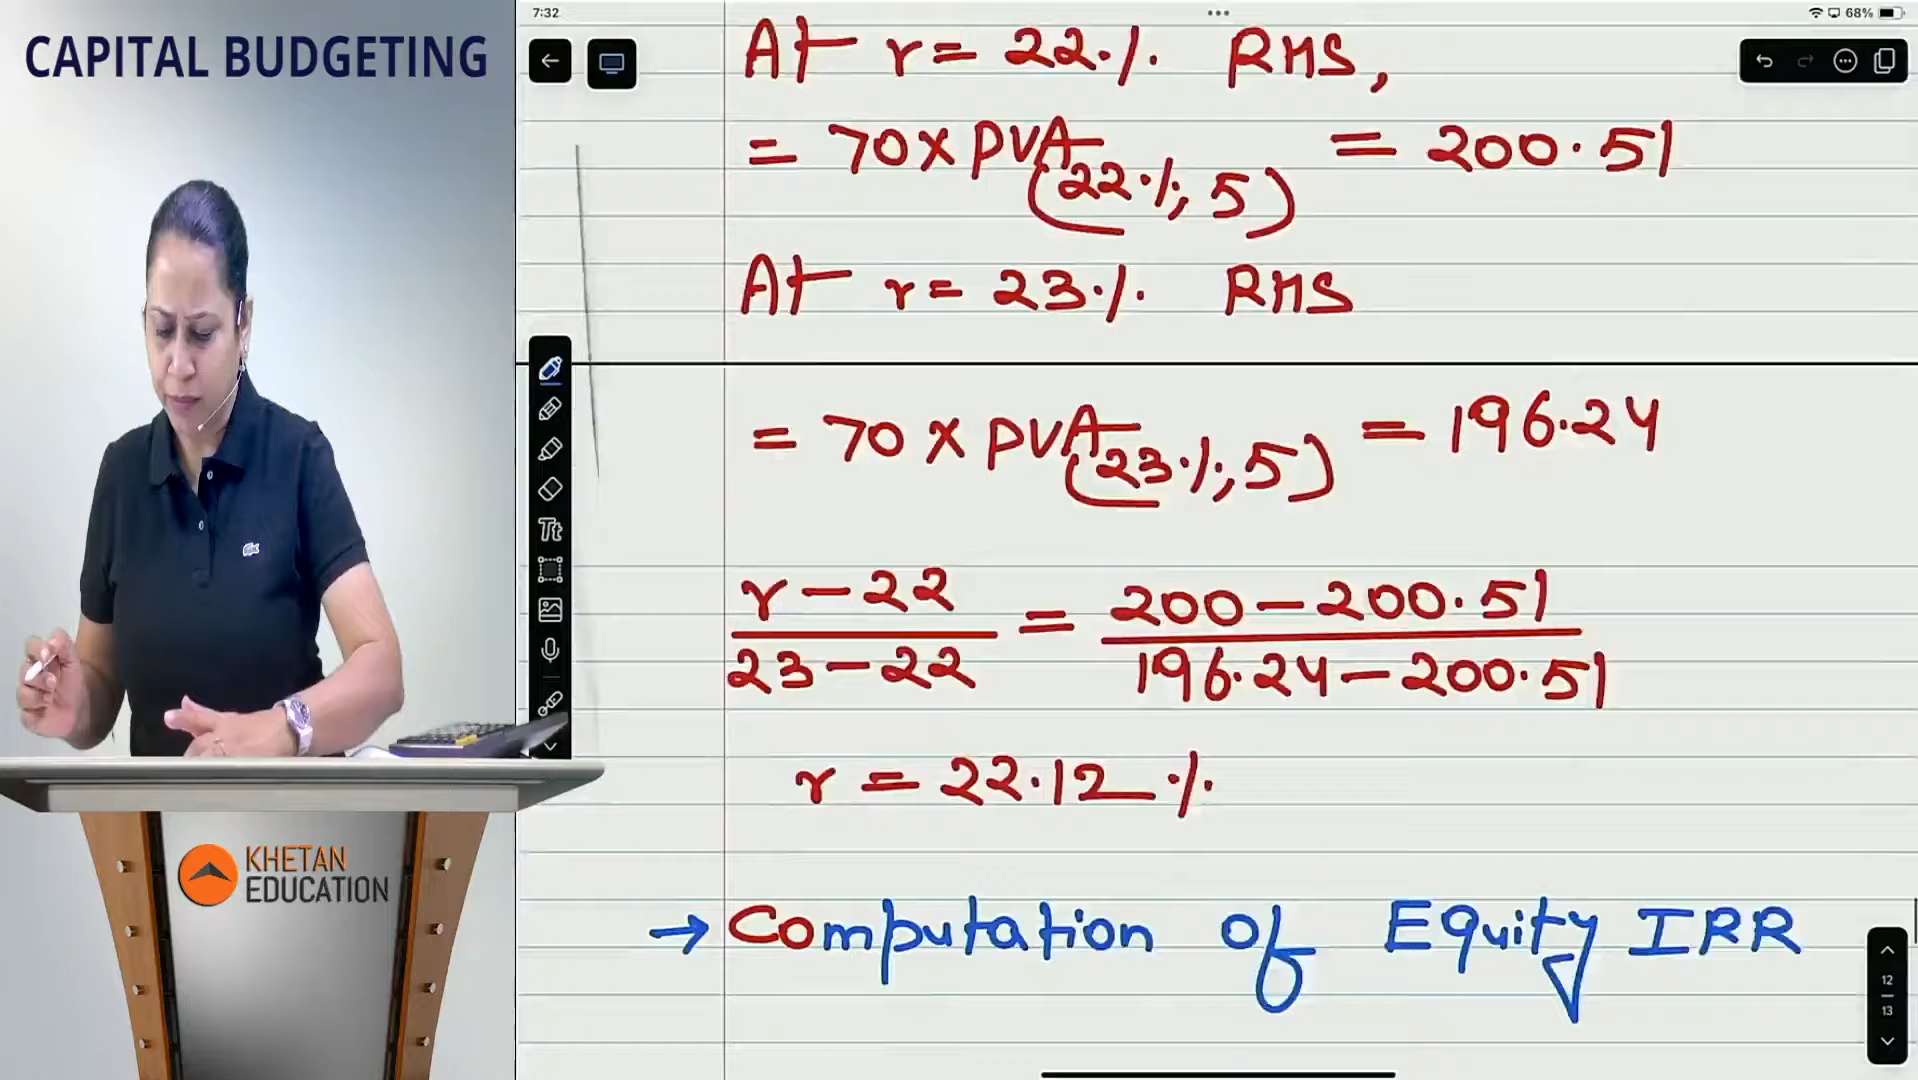 CAPITAL BUDGETING
7:32
68%
At r = 22%. RHS,
= 70 x PVA (22%, 5) = 200.51
At r = 23%. RHS
= 70 x PVA (23%, 5) = 196.24
r - 22 = 200 - 200.51
23 - 22 196.24 - 200.51
r = 22.12 %.
→ Computation of Equity IRR
Tt
12
13
KHETAN
EDUCATION